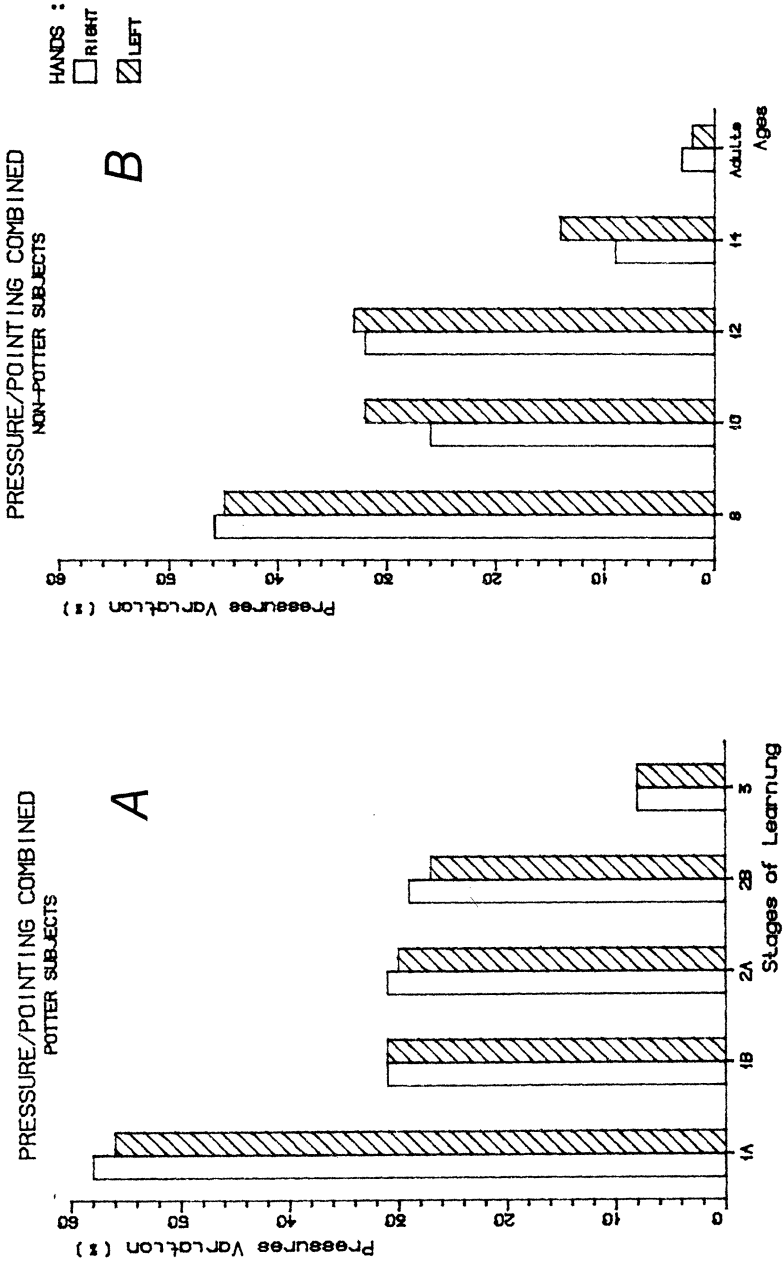 PRESSURE/POINTING COMBINED
POTTER SUBJECTS
A
Pressures Variation (%)
60
50
40
30
20
10
0
1A
1B
2A
2B
3
Stages of Learning
PRESSURE/POINTING COMBINED
NON-POTTER SUBJECTS
B
HANDS :
RIGHT
LEFT
Pressures Variation (%)
60
50
40
30
20
10
0
8
10
12
14
Adults
Ages